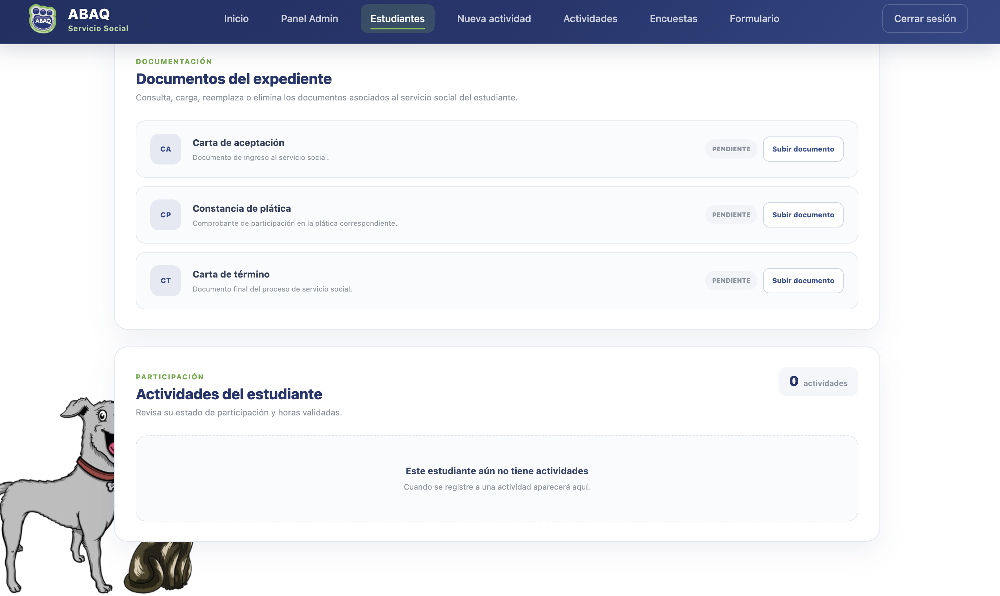 ABAQ
ABAQ
Servicio Social
Inicio
Panel Admin
Estudiantes
Nueva actividad
Actividades
Encuestas
Formulario
Cerrar sesión
DOCUMENTACIÓN
Documentos del expediente
Consulta, carga, reemplaza o elimina los documentos asociados al servicio social del estudiante.
CA
Carta de aceptación
Documento de ingreso al servicio social.
PENDIENTE
Subir documento
CP
Constancia de plática
Comprobante de participación en la plática correspondiente.
PENDIENTE
Subir documento
CT
Carta de término
Documento final del proceso de servicio social.
PENDIENTE
Subir documento
PARTICIPACIÓN
Actividades del estudiante
Revisa su estado de participación y horas validadas.
0 actividades
Este estudiante aún no tiene actividades
Cuando se registre a una actividad aparecerá aquí.